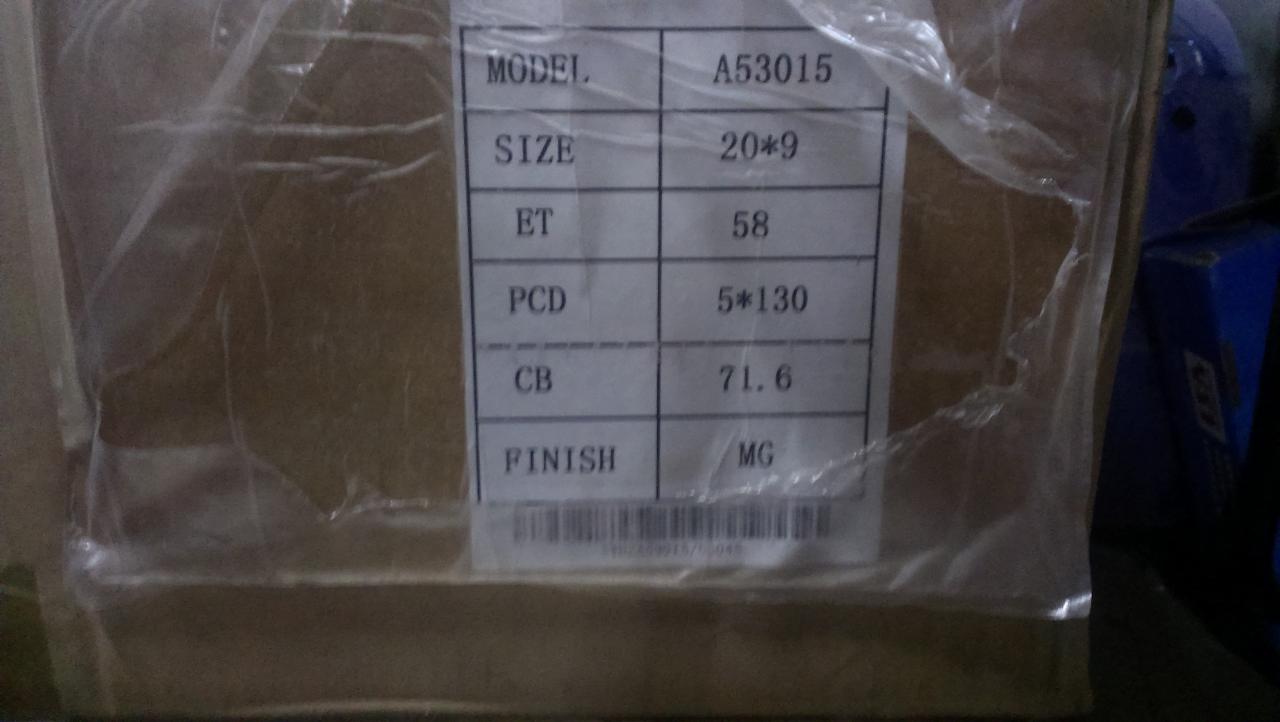 MODEL A53015
SIZE 20*9
ET 58
PCD 5*130
CB 71.6
FINISH MG